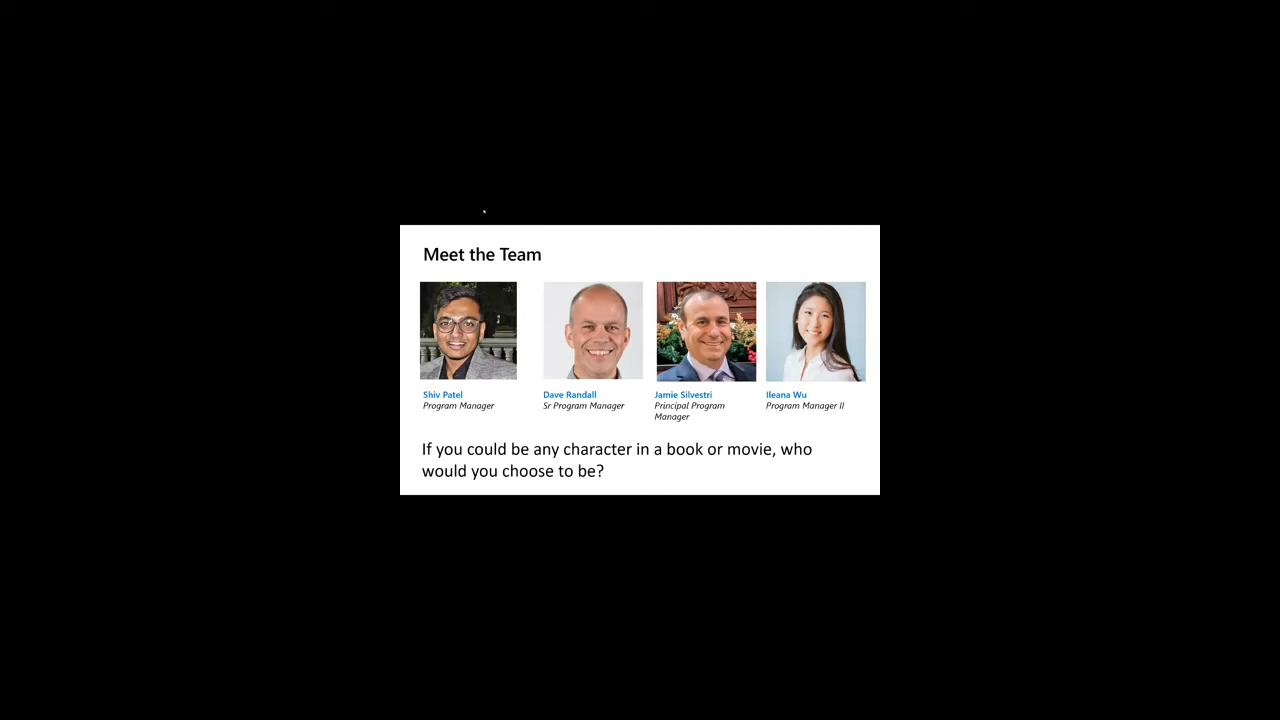 Meet the Team
Shiv Patel
Program Manager
Dave Randall
Sr Program Manager
Jamie Silvestri
Principal Program
Manager
Ileana Wu
Program Manager II
If you could be any character in a book or movie, who
would you choose to be?